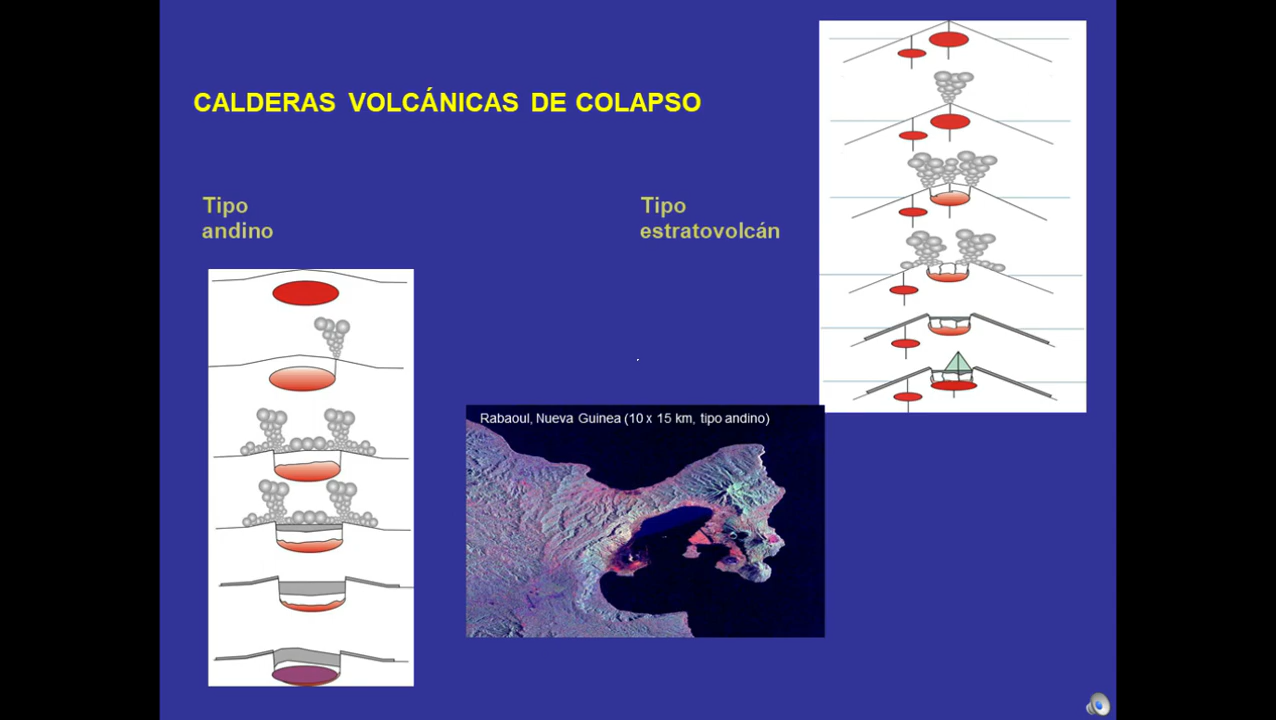 CALDERAS VOLCÁNICAS DE COLAPSO
Tipo
andino
Tipo
estratovolcán
Rabaoul, Nueva Guinea (10 x 15 km, tipo andino)